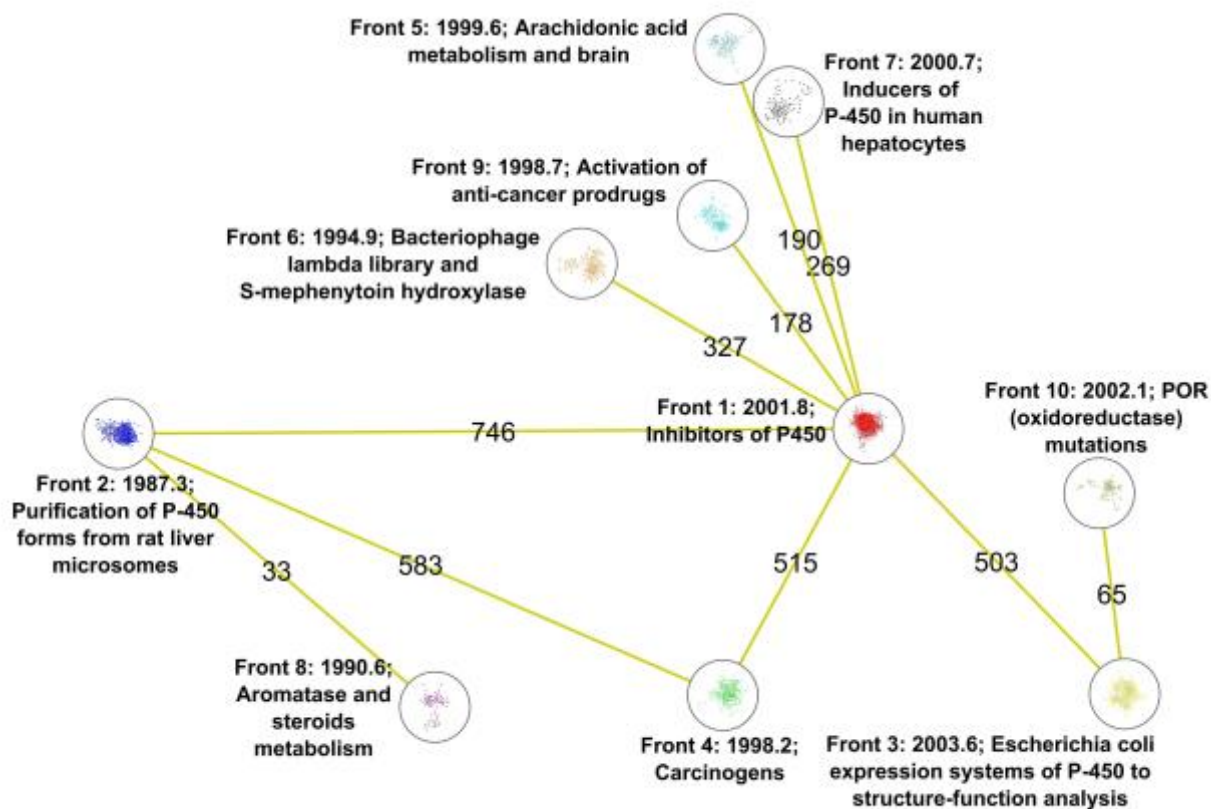 Front 5: 1999.6; Arachidonic acid
metabolism and brain
Front 7: 2000.7;
Inducers of
P-450 in human
hepatocytes
Front 9: 1998.7; Activation of
anti-cancer prodrugs
Front 6: 1994.9; Bacteriophage
lambda library and
S-mephenytoin hydroxylase
190
269
178
327
Front 1: 2001.8;
Inhibitors of P450
Front 10: 2002.1; POR
(oxidoreductase)
mutations
746
Front 2: 1987.3;
Purification of P-450
forms from rat liver
microsomes
33
583
515
503
65
Front 8: 1990.6;
Aromatase and
steroids
metabolism
Front 4: 1998.2;
Carcinogens
Front 3: 2003.6; Escherichia coli
expression systems of P-450 to
structure-function analysis